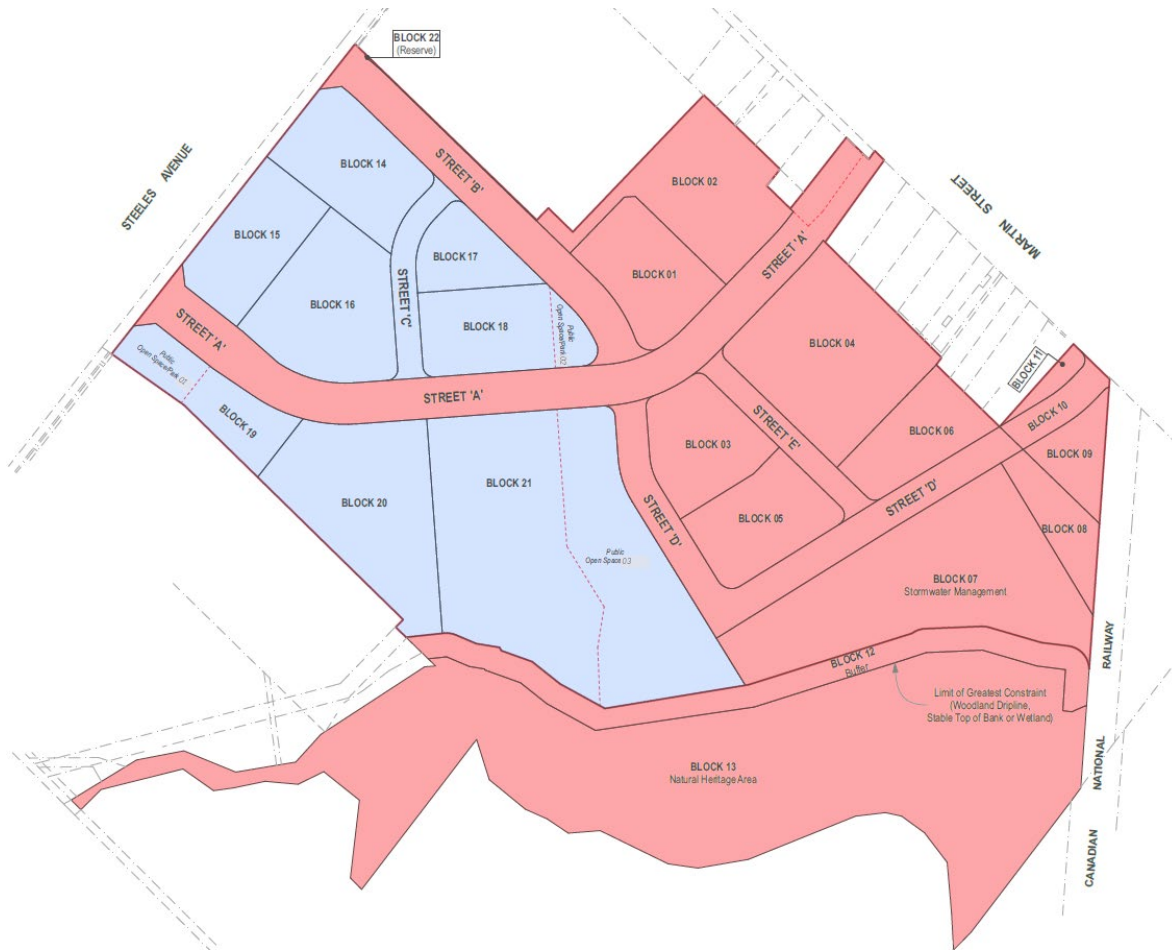 BLOCK 22
(Reserve)
STEELES AVENUE
BLOCK 14
STREET 'B'
BLOCK 02
MARTIN STREET
BLOCK 15
BLOCK 17
STREET 'A'
BLOCK 01
BLOCK 16
STREET 'C'
BLOCK 18
Public
Open Space/Park 02
STREET 'A'
BLOCK 04
Public
Open Space/Park 01
BLOCK 11
STREET 'A'
BLOCK 10
BLOCK 19
BLOCK 03
STREET 'E'
BLOCK 06
BLOCK 09
BLOCK 21
BLOCK 20
BLOCK 05
STREET 'D'
BLOCK 08
STREET 'D'
Public
Open Space 03
BLOCK 07
Stormwater Management
BLOCK 12
Buffer
Limit of Greatest Constraint
(Woodland Dripline,
Stable Top of Bank or Wetland)
BLOCK 13
Natural Heritage Area
CANADIAN NATIONAL RAILWAY